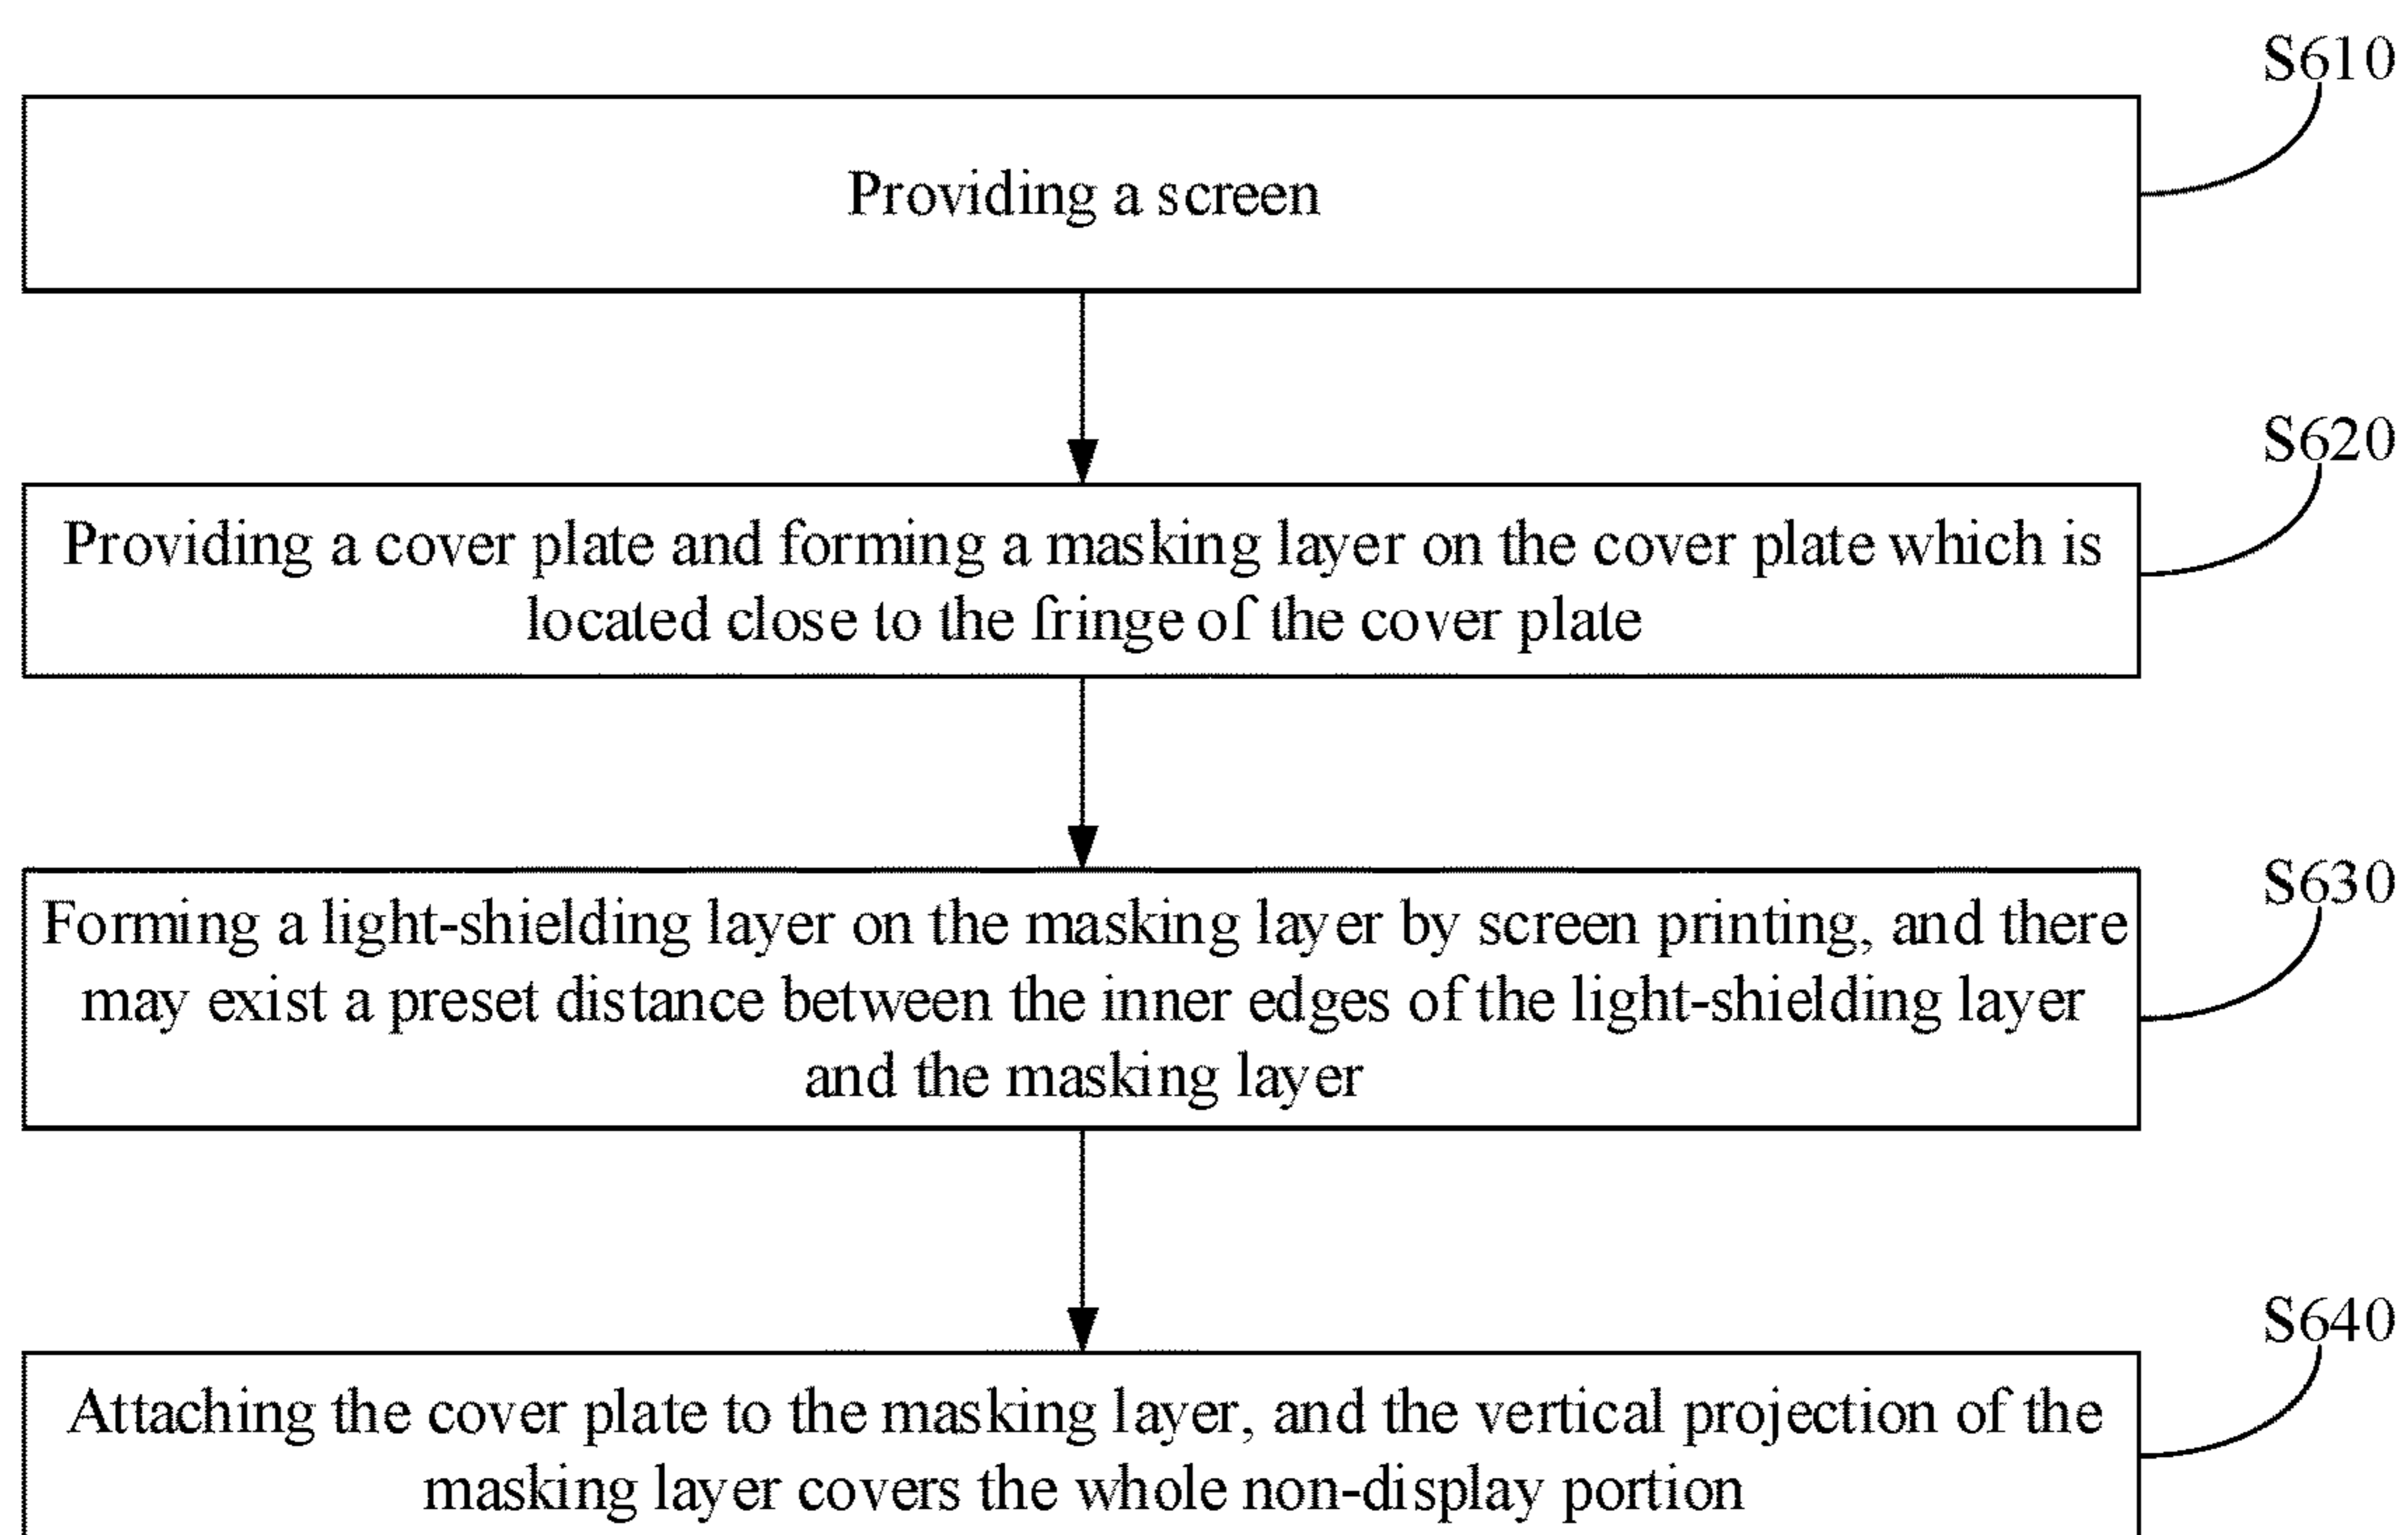 S610
Providing a screen
S620
Providing a cover plate and forming a masking layer on the cover plate which is
located close to the fringe of the cover plate
S630
Forming a light-shielding layer on the masking layer by screen printing, and there
may exist a preset distance between the inner edges of the light-shielding layer
and the masking layer
S640
Attaching the cover plate to the masking layer, and the vertical projection of the
masking layer covers the whole non-display portion